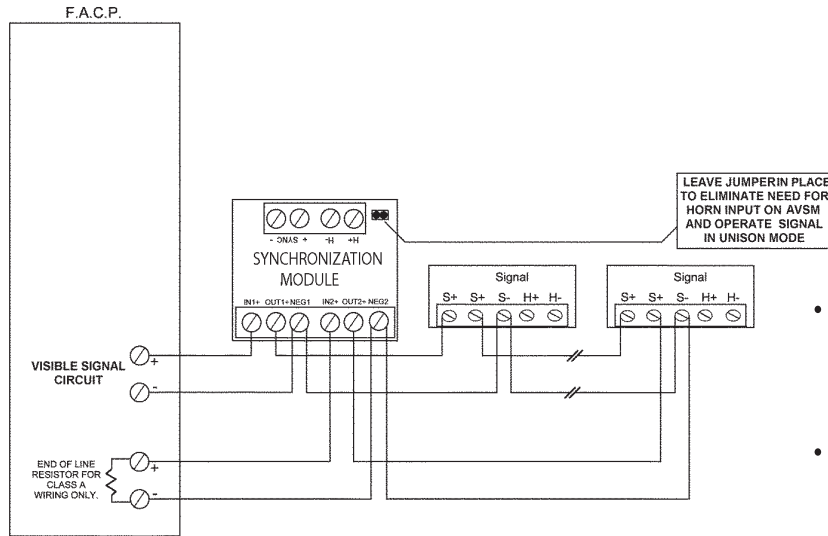 F.A.C.P.
LEAVE JUMPERIN PLACE
TO ELIMINATE NEED FOR
HORN INPUT ON AVSM
AND OPERATE SIGNAL
IN UNISON MODE
- SYNC + H- H+
SYNCHRONIZATION
MODULE
IN1+ OUT1+ NEG1 IN2+ OUT2+ NEG2
Signal
S+ S+ S- H+ H-
Signal
S+ S+ S- H+ H-
VISIBLE SIGNAL
CIRCUIT
+
-
END OF LINE
RESISTOR FOR
CLASS A
WIRING ONLY.
+
-